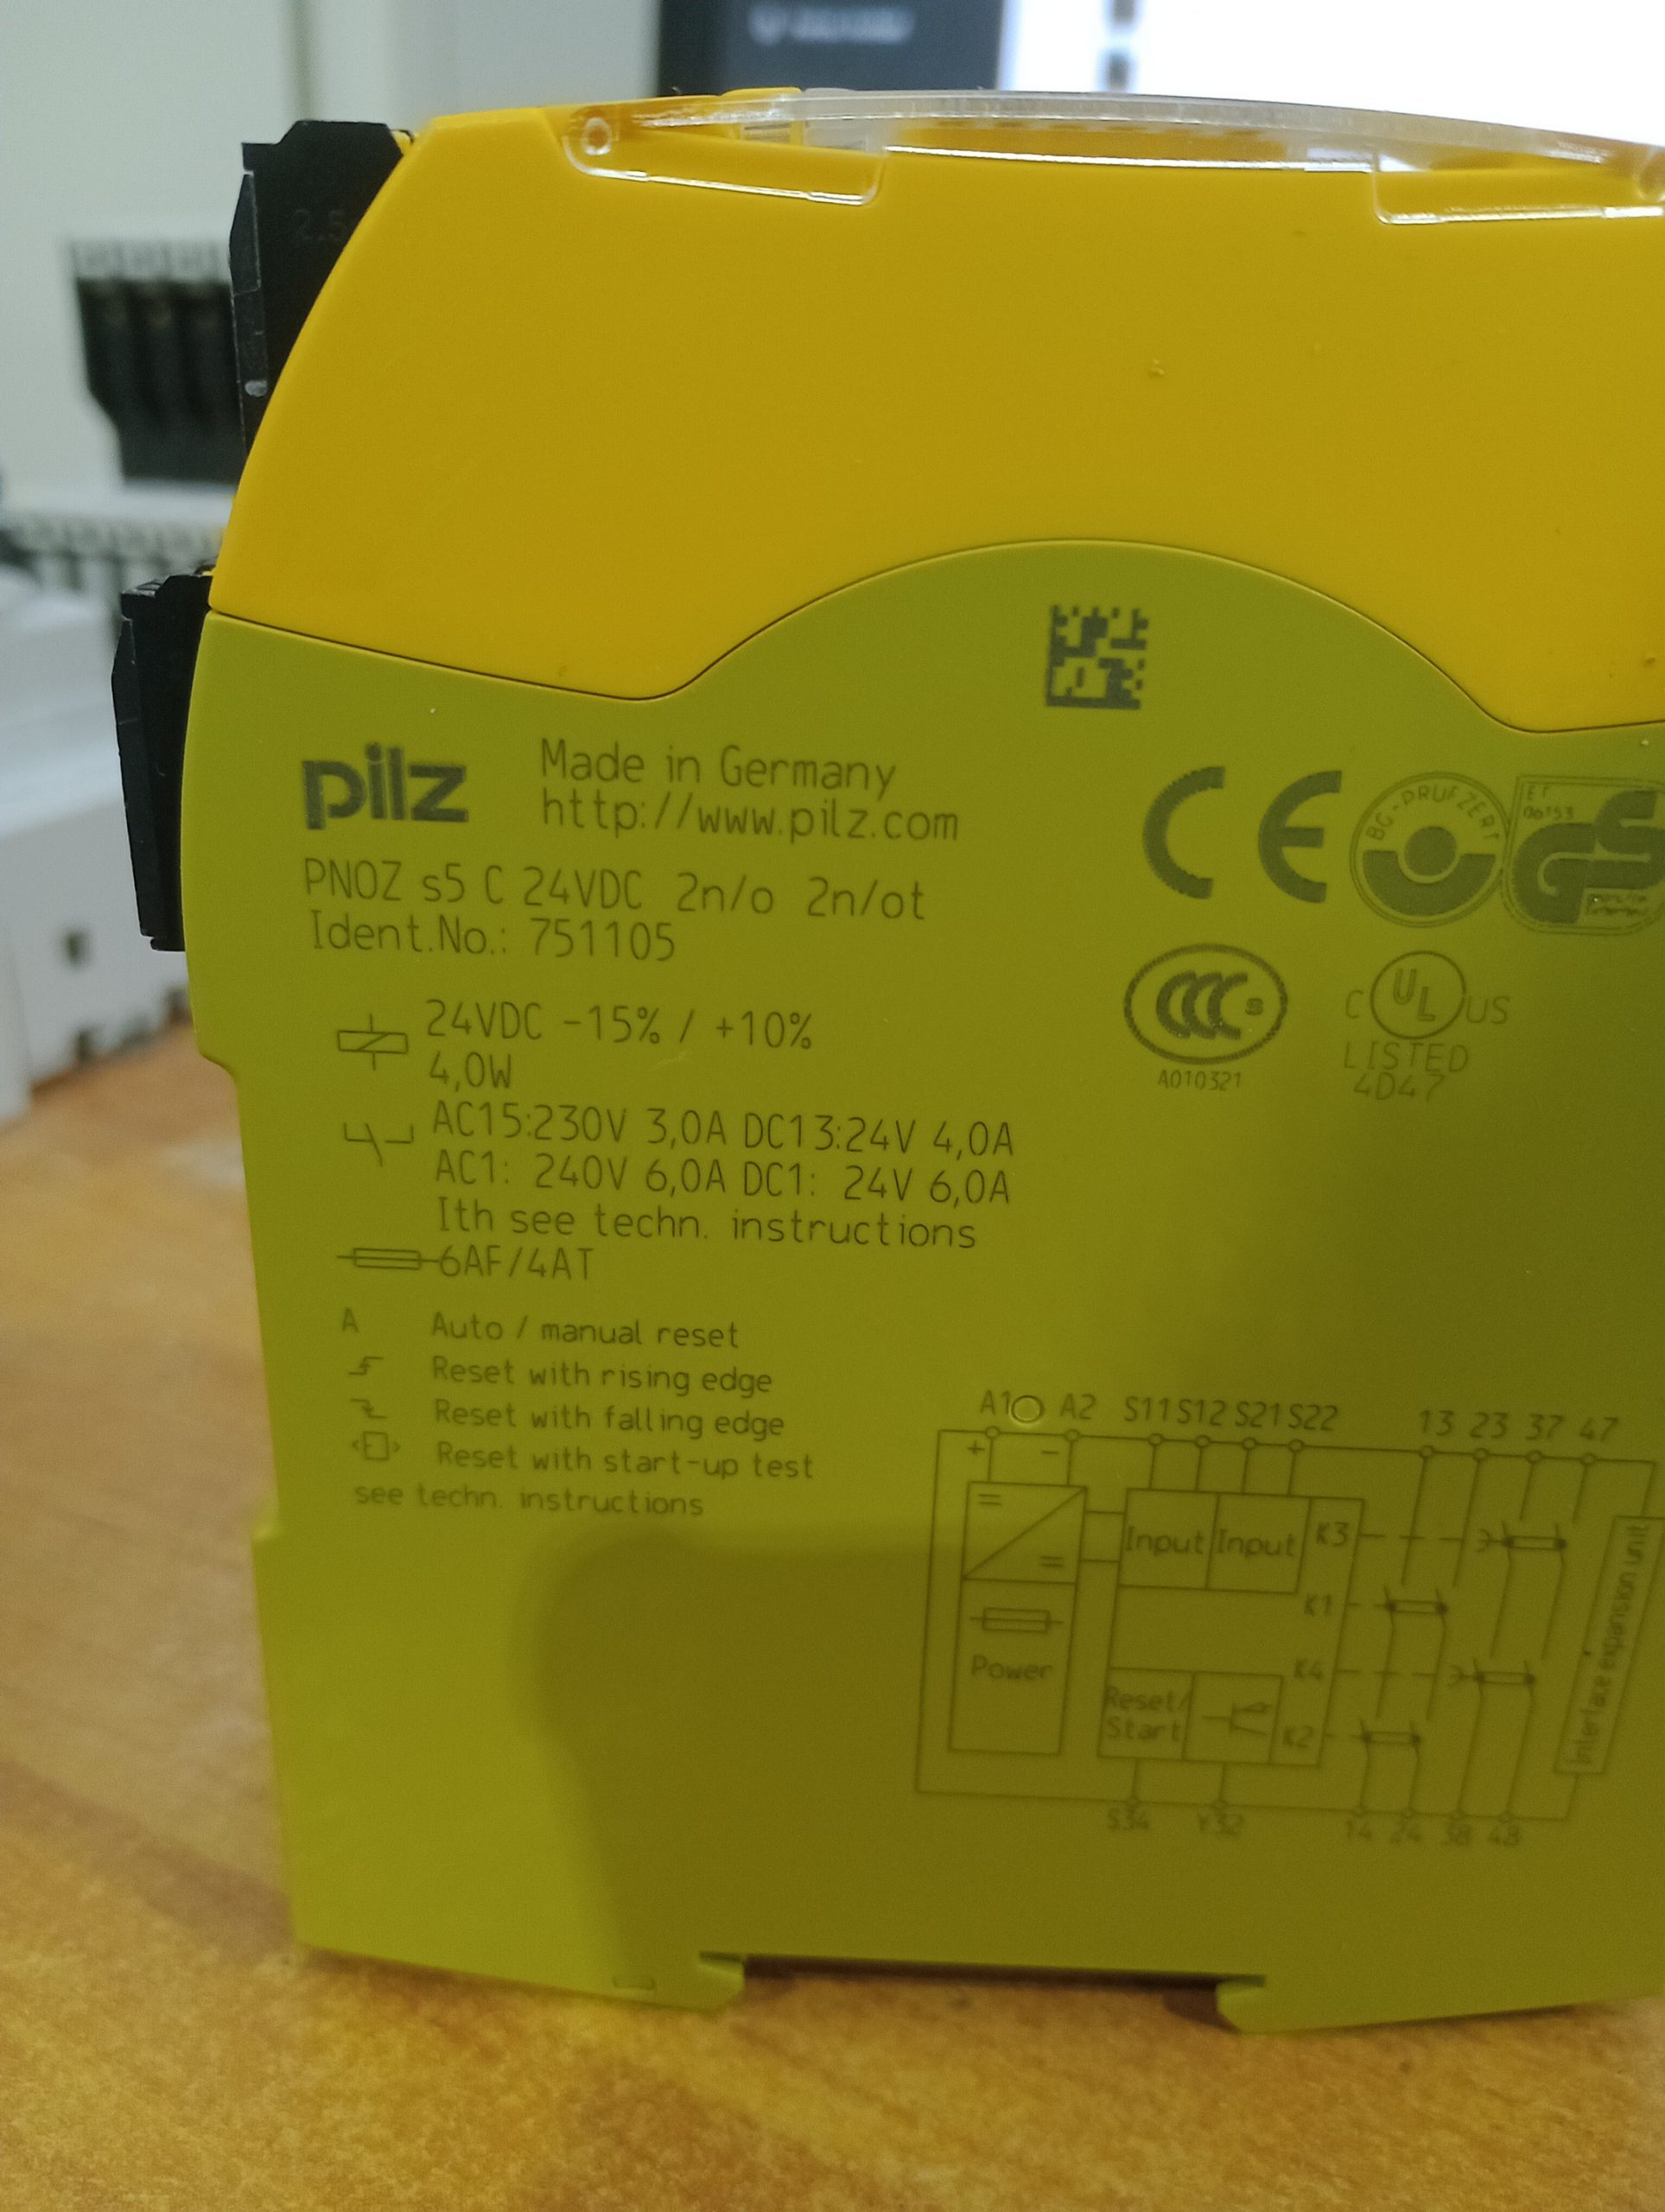 pilz
Made in Germany
http://www.pilz.com
PNOZ s5 C 24VDC 2n/o 2n/ot
Ident.No.: 751105
24VDC -15% / +10%
4,0W
AC15:230V 3,0A DC13:24V 4,0A
AC1: 240V 6,0A DC1: 24V 6,0A
Ith see techn. instructions
6AF/4AT
A Auto / manual reset
Reset with rising edge
Reset with falling edge
Reset with start-up test
see techn. instructions
CE
BG-PRUFZERT
GS
CCC S
A010321
C UL US
LISTED
4D47
A1 A2 S11 S12 S21 S22 13 23 37 47
+ -
Input Input K3
K1
Power
K4
Reset/
Start
K2
Interface expansion unit
S34 Y32 14 24 38 48
2.5